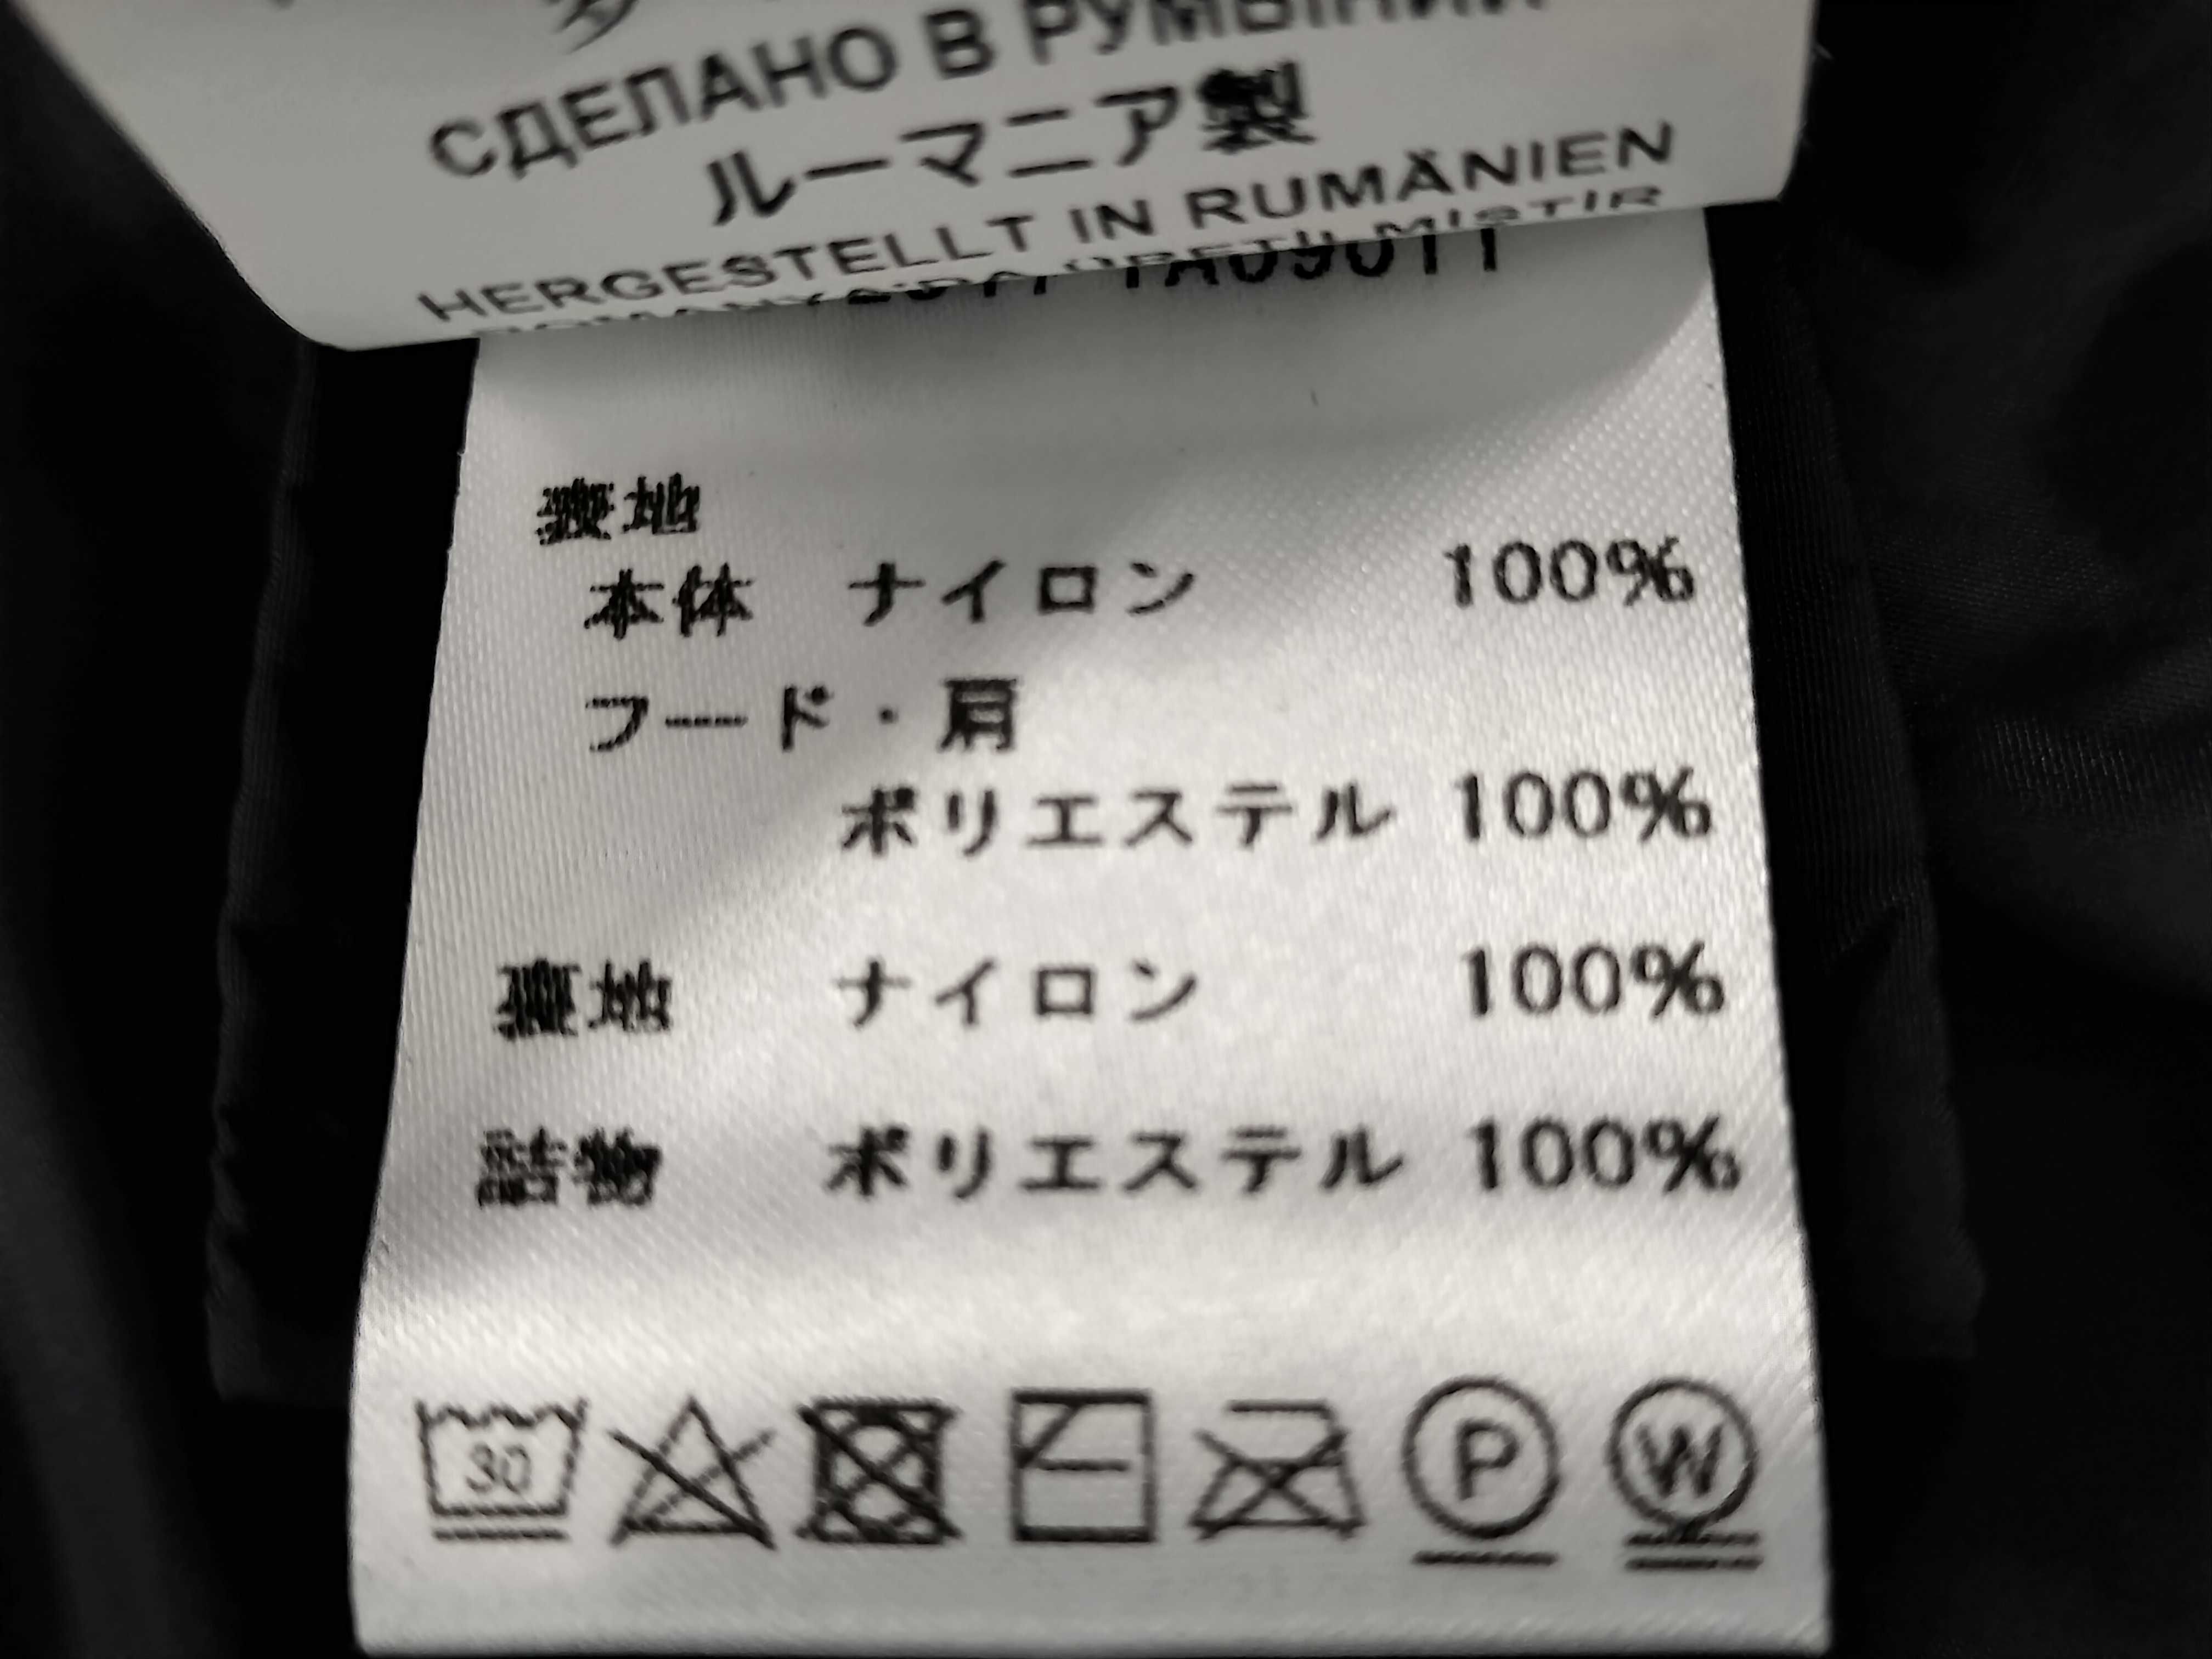 СДЕЛАНО В РУМЫНИИ
ルーマニア製
HERGESTELLT IN RUMÄNIEN
表地
本体 ナイロン 100%
フード・肩
ポリエステル 100%
裏地 ナイロン 100%
詰物 ポリエステル 100%
30 P W